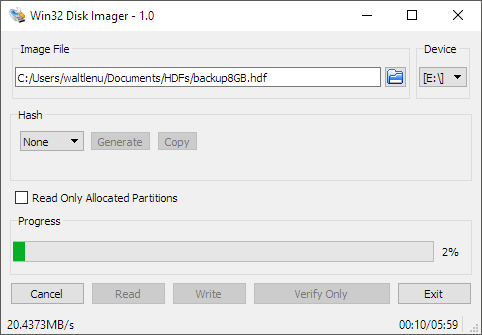 Win32 Disk Imager - 1.0
Image File
Device
C:/Users/waltlenu/Documents/HDFs/backup8GB.hdf
[E:\]
Hash
None
Generate
Copy
Read Only Allocated Partitions
Progress
2%
Cancel
Read
Write
Verify Only
Exit
20.4373MB/s
00:10/05:59